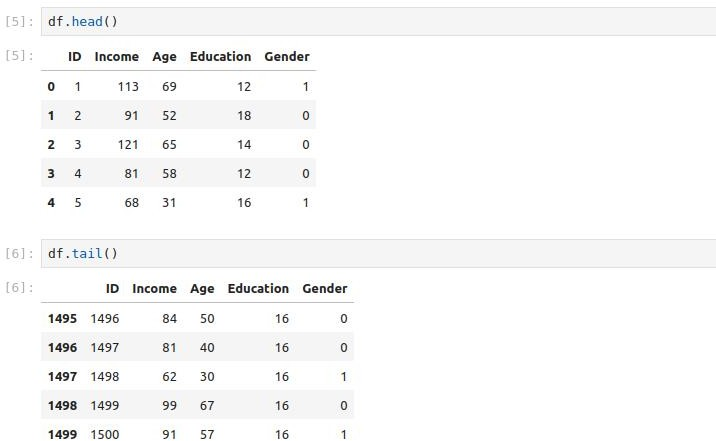 [5]: df.head()
[5]: ID Income Age Education Gender
0 1 113 69 12 1
1 2 91 52 18 0
2 3 121 65 14 0
3 4 81 58 12 0
4 5 68 31 16 1
[6]: df.tail()
[6]: ID Income Age Education Gender
1495 1496 84 50 16 0
1496 1497 81 40 16 0
1497 1498 62 30 16 1
1498 1499 99 67 16 0
1499 1500 91 57 16 1